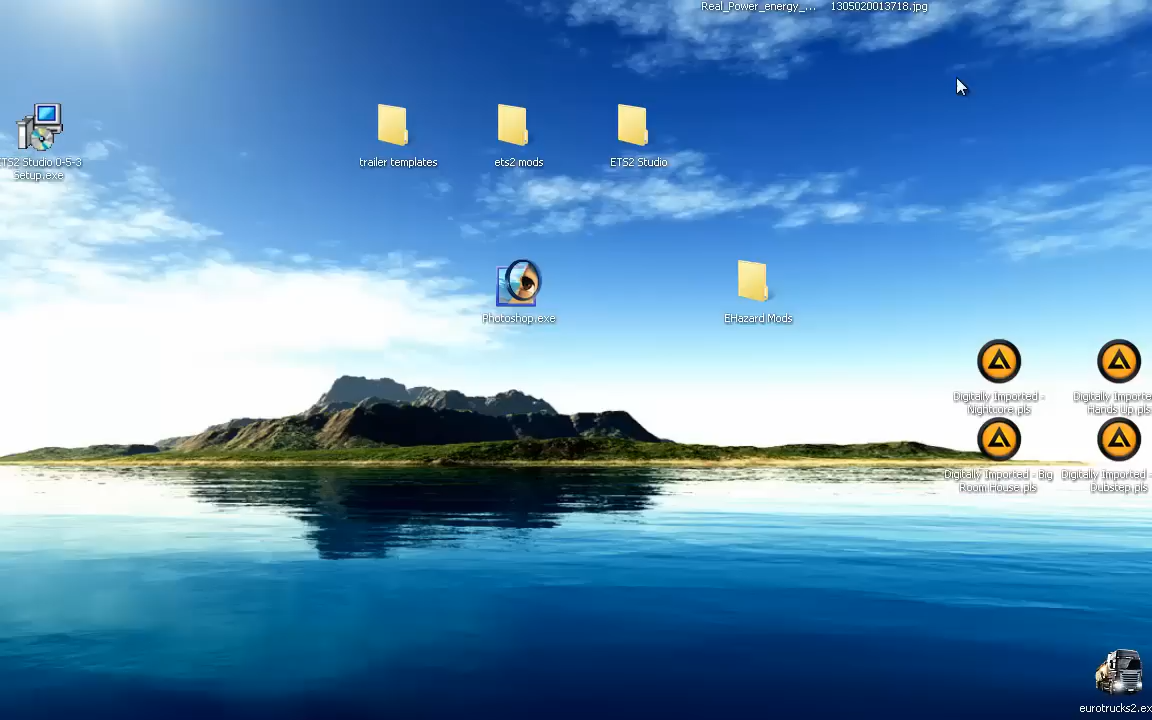 Real_Power_energy_...
1305020013718.jpg
TS2 Studio 0-5-3
Setup.exe
trailer templates
ets2 mods
ETS2 Studio
Photoshop.exe
EHazard Mods
Digitally Imported -
Nightcore.pls
Digitally Importe
Hands Up.pls
Digitally Imported - Big
Room House.pls
Digitally Imported -
Dubstep.pls
eurotrucks2.ex